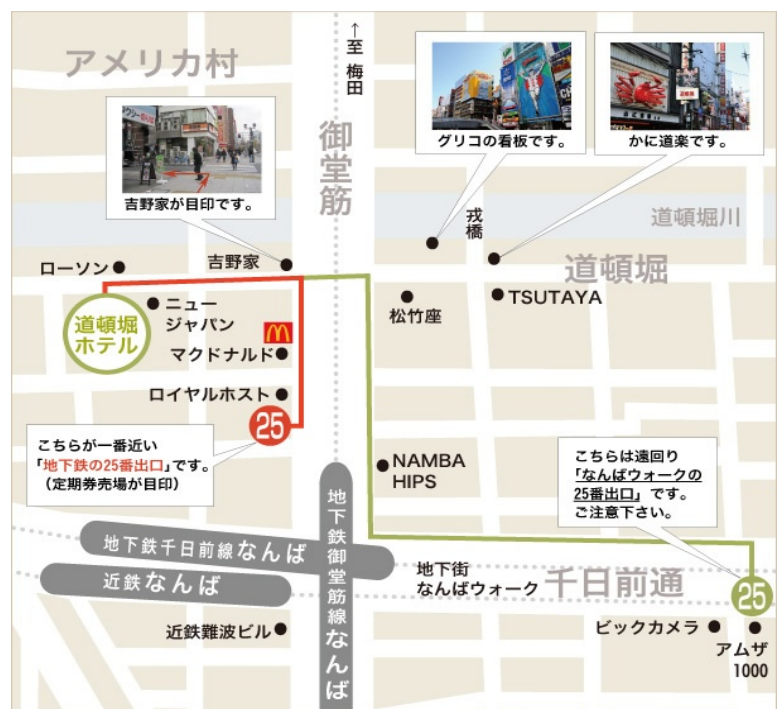 アメリカ村
↑至 梅田
御堂筋
グリコの看板です。
かに道楽です。
吉野家が目印です。
戎橋
道頓堀川
道頓堀
ローソン
吉野家
ニュー
ジャパン
道頓堀
ホテル
マクドナルド
ロイヤルホスト
松竹座
TSUTAYA
25
こちらが一番近い
「地下鉄の25番出口」です。
(定期券売場が目印)
NAMBA
HIPS
こちらは遠回り
「なんばウォークの
25番出口」です。
ご注意下さい。
地下鉄千日前線なんば
近鉄なんば
地下鉄御堂筋線なんば
地下街
なんばウォーク
千日前通
25
近鉄難波ビル
ビックカメラ
アムザ
1000